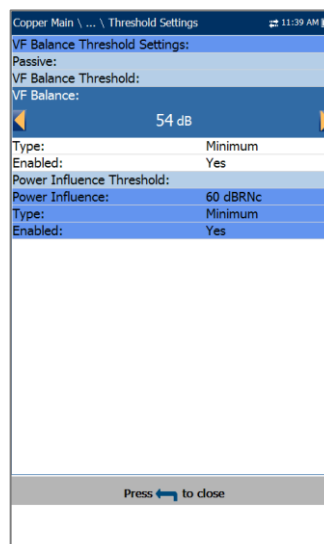 Copper Main \ ... \ Threshold Settings 11:39 AM
VF Balance Threshold Settings:
Passive:
VF Balance Threshold:
VF Balance:
54 dB
Type: Minimum
Enabled: Yes
Power Influence Threshold:
Power Influence: 60 dBRNc
Type: Minimum
Enabled: Yes
Press to close